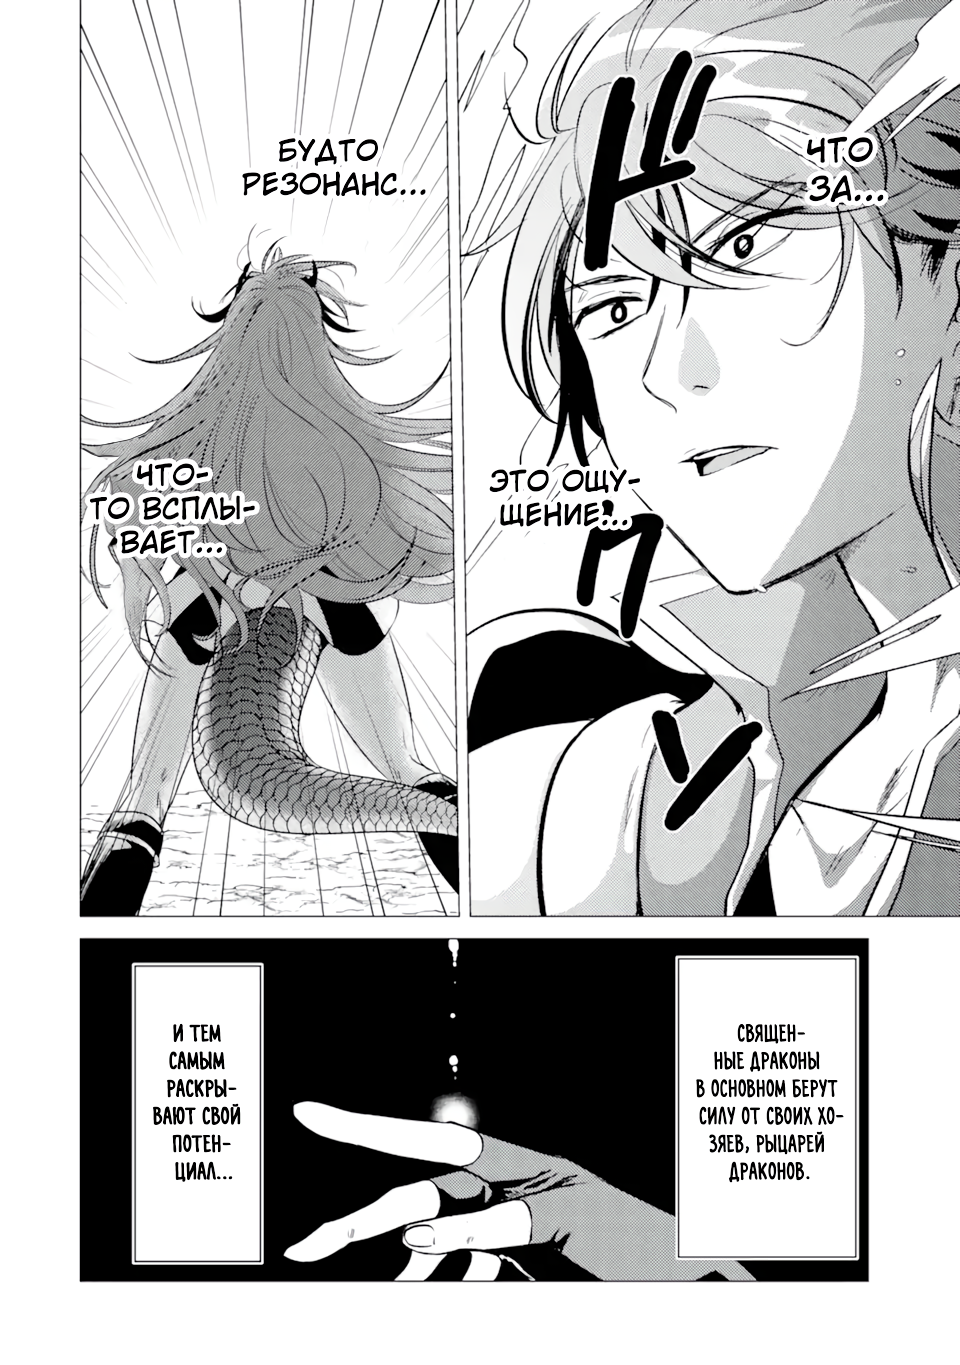 ЧТО
ЗА...
ドクン
ЭТО ОЩУ-
ЩЕНИЕ...
БУДТО
РЕЗОНАНС...
ЧТО-
ТО ВСПЛЫ-
ВАЕТ...
СВЯЩЕН-
НЫЕ ДРАКОНЫ
В ОСНОВНОМ БЕРУТ
СИЛУ ОТ СВОИХ ХО-
ЗЯЕВ, РЫЦАРЕЙ
ДРАКОНОВ.
И ТЕМ
САМЫМ
РАСКРЫ-
ВАЮТ СВОЙ
ПОТЕН-
ЦИАЛ...